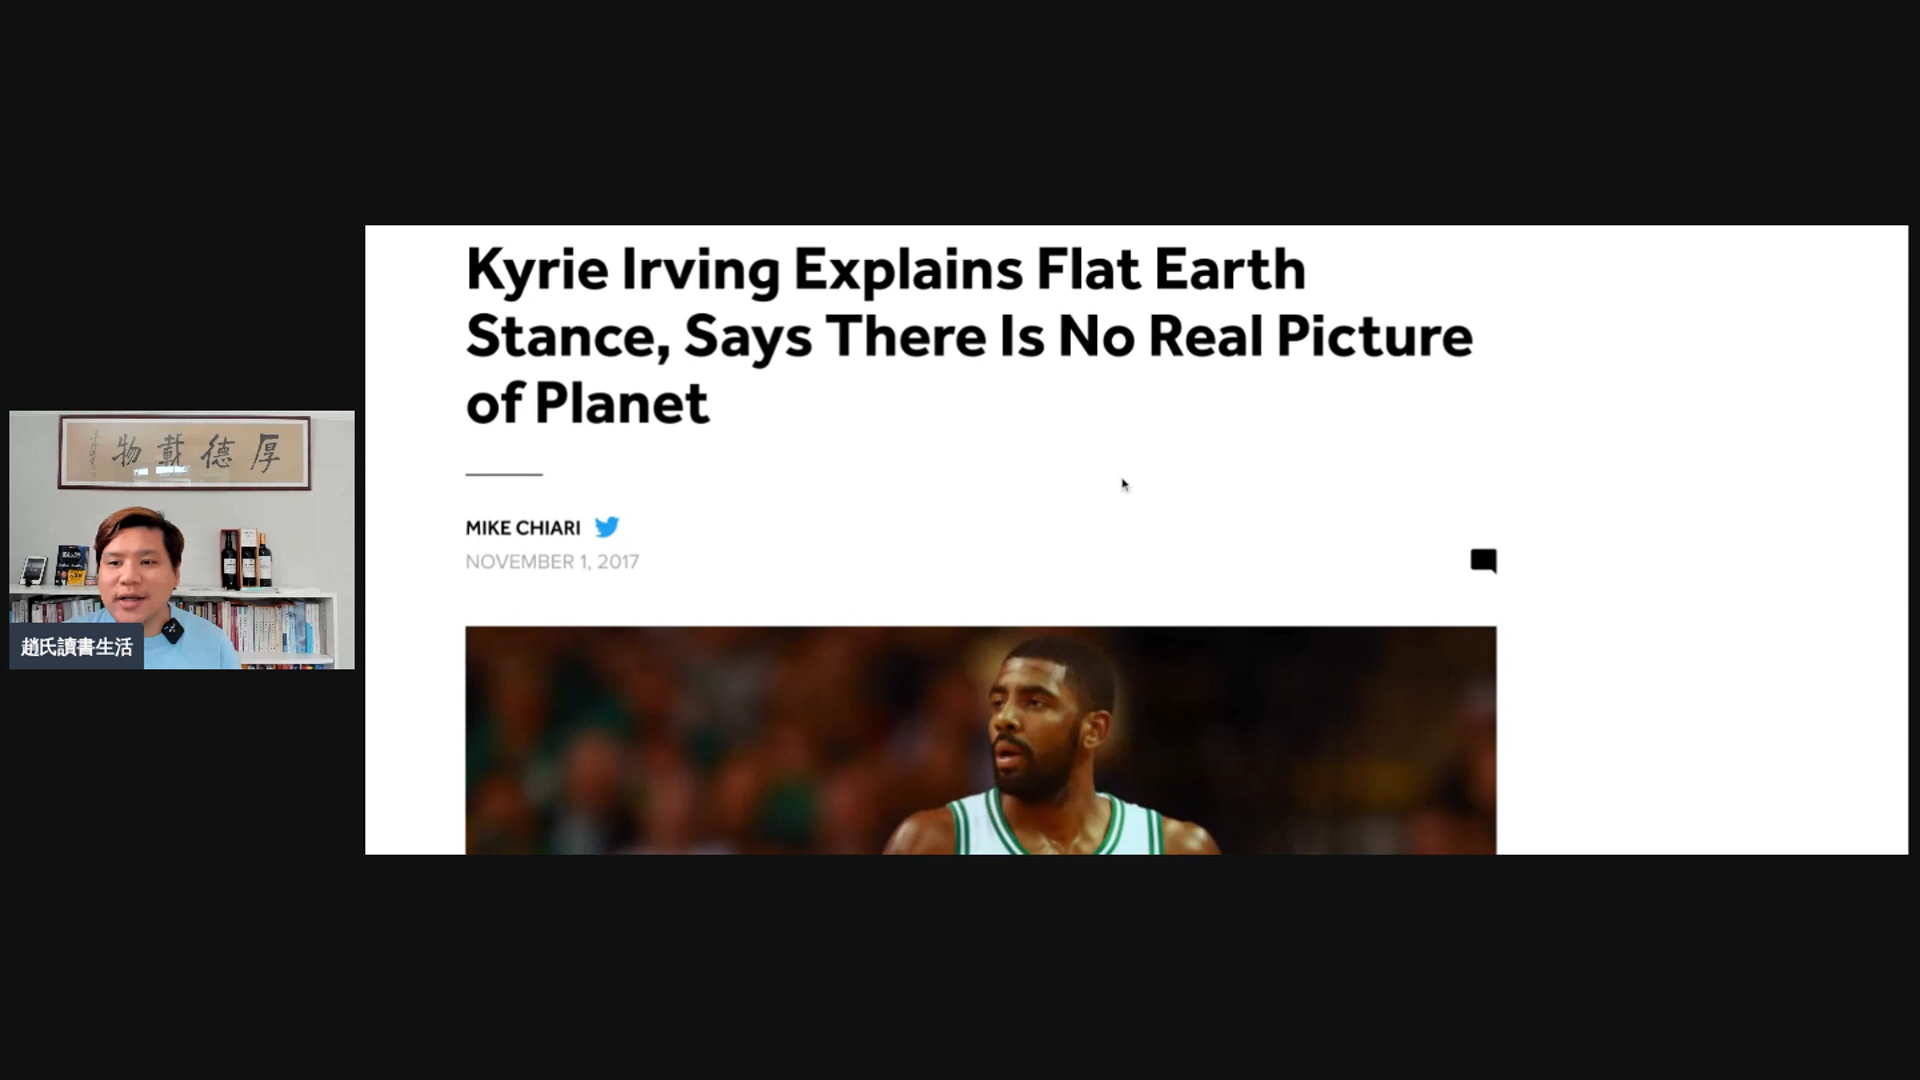 Kyrie Irving Explains Flat Earth
Stance, Says There Is No Real Picture
of Planet
MIKE CHIARI
NOVEMBER 1, 2017
物載德厚
趙氏讀書生活